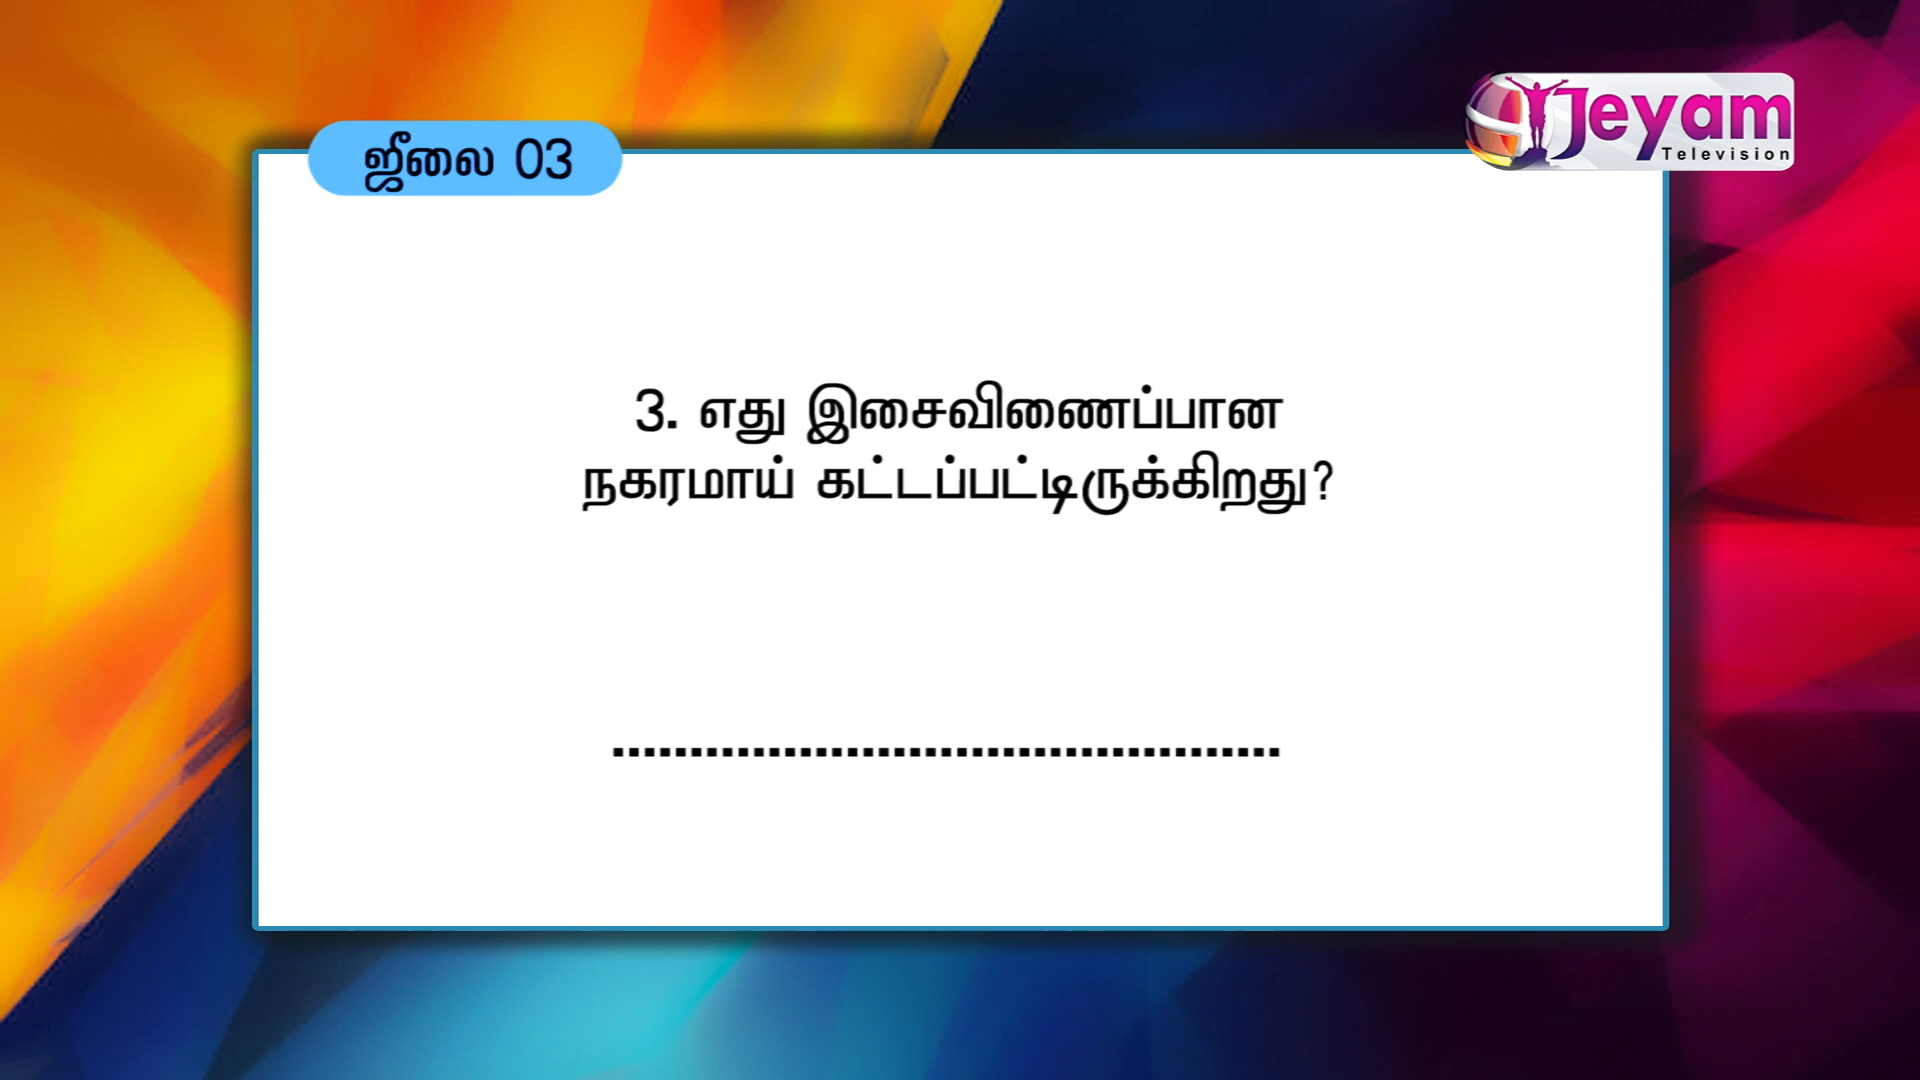 Jeyam
Television
ஜீலை 03
3. எது இசைவிணைப்பான
நகரமாய் கட்டப்பட்டிருக்கிறது?
...........................................